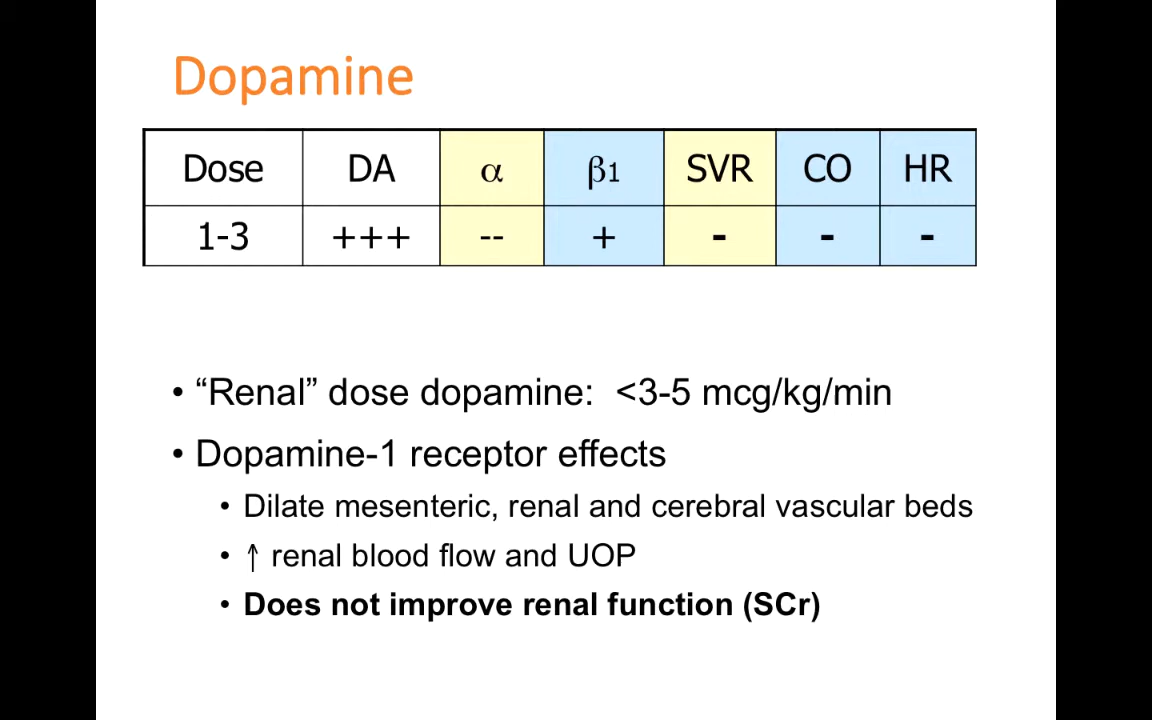 Dopamine
Dose DA α β1 SVR CO HR
1-3 +++ -- + - - -
• “Renal” dose dopamine: <3-5 mcg/kg/min
• Dopamine-1 receptor effects
• Dilate mesenteric, renal and cerebral vascular beds
• ↑ renal blood flow and UOP
• Does not improve renal function (SCr)